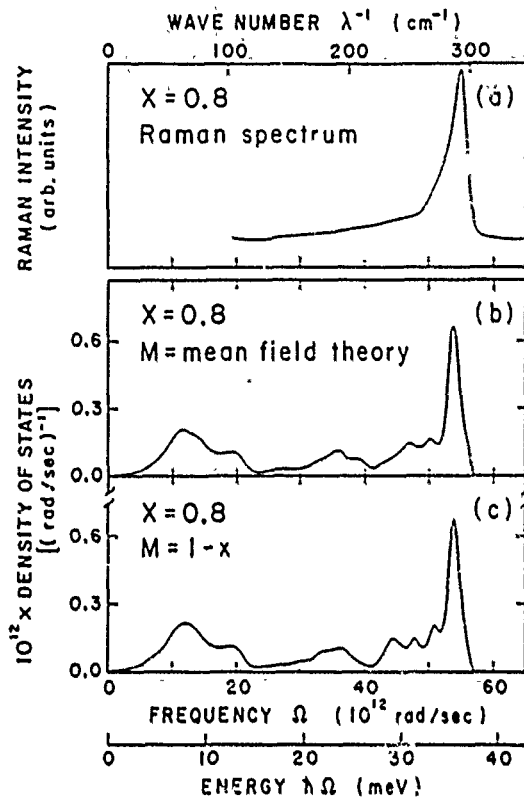 WAVE NUMBER λ⁻¹ (cm⁻¹)
0 100 200 300
RAMAN INTENSITY
(arb. units)
X = 0.8 (a)
Raman spectrum
10¹² X DENSITY OF STATES
[(rad/sec)⁻¹]
X = 0.8 (b)
0.6
M = mean field theory
0.3
0.0
X = 0.8 (c)
0.6
M = 1-x
0.3
0.0
0 20 40 60
FREQUENCY Ω (10¹² rad/sec)
0 10 20 30 40
ENERGY ħΩ (meV)